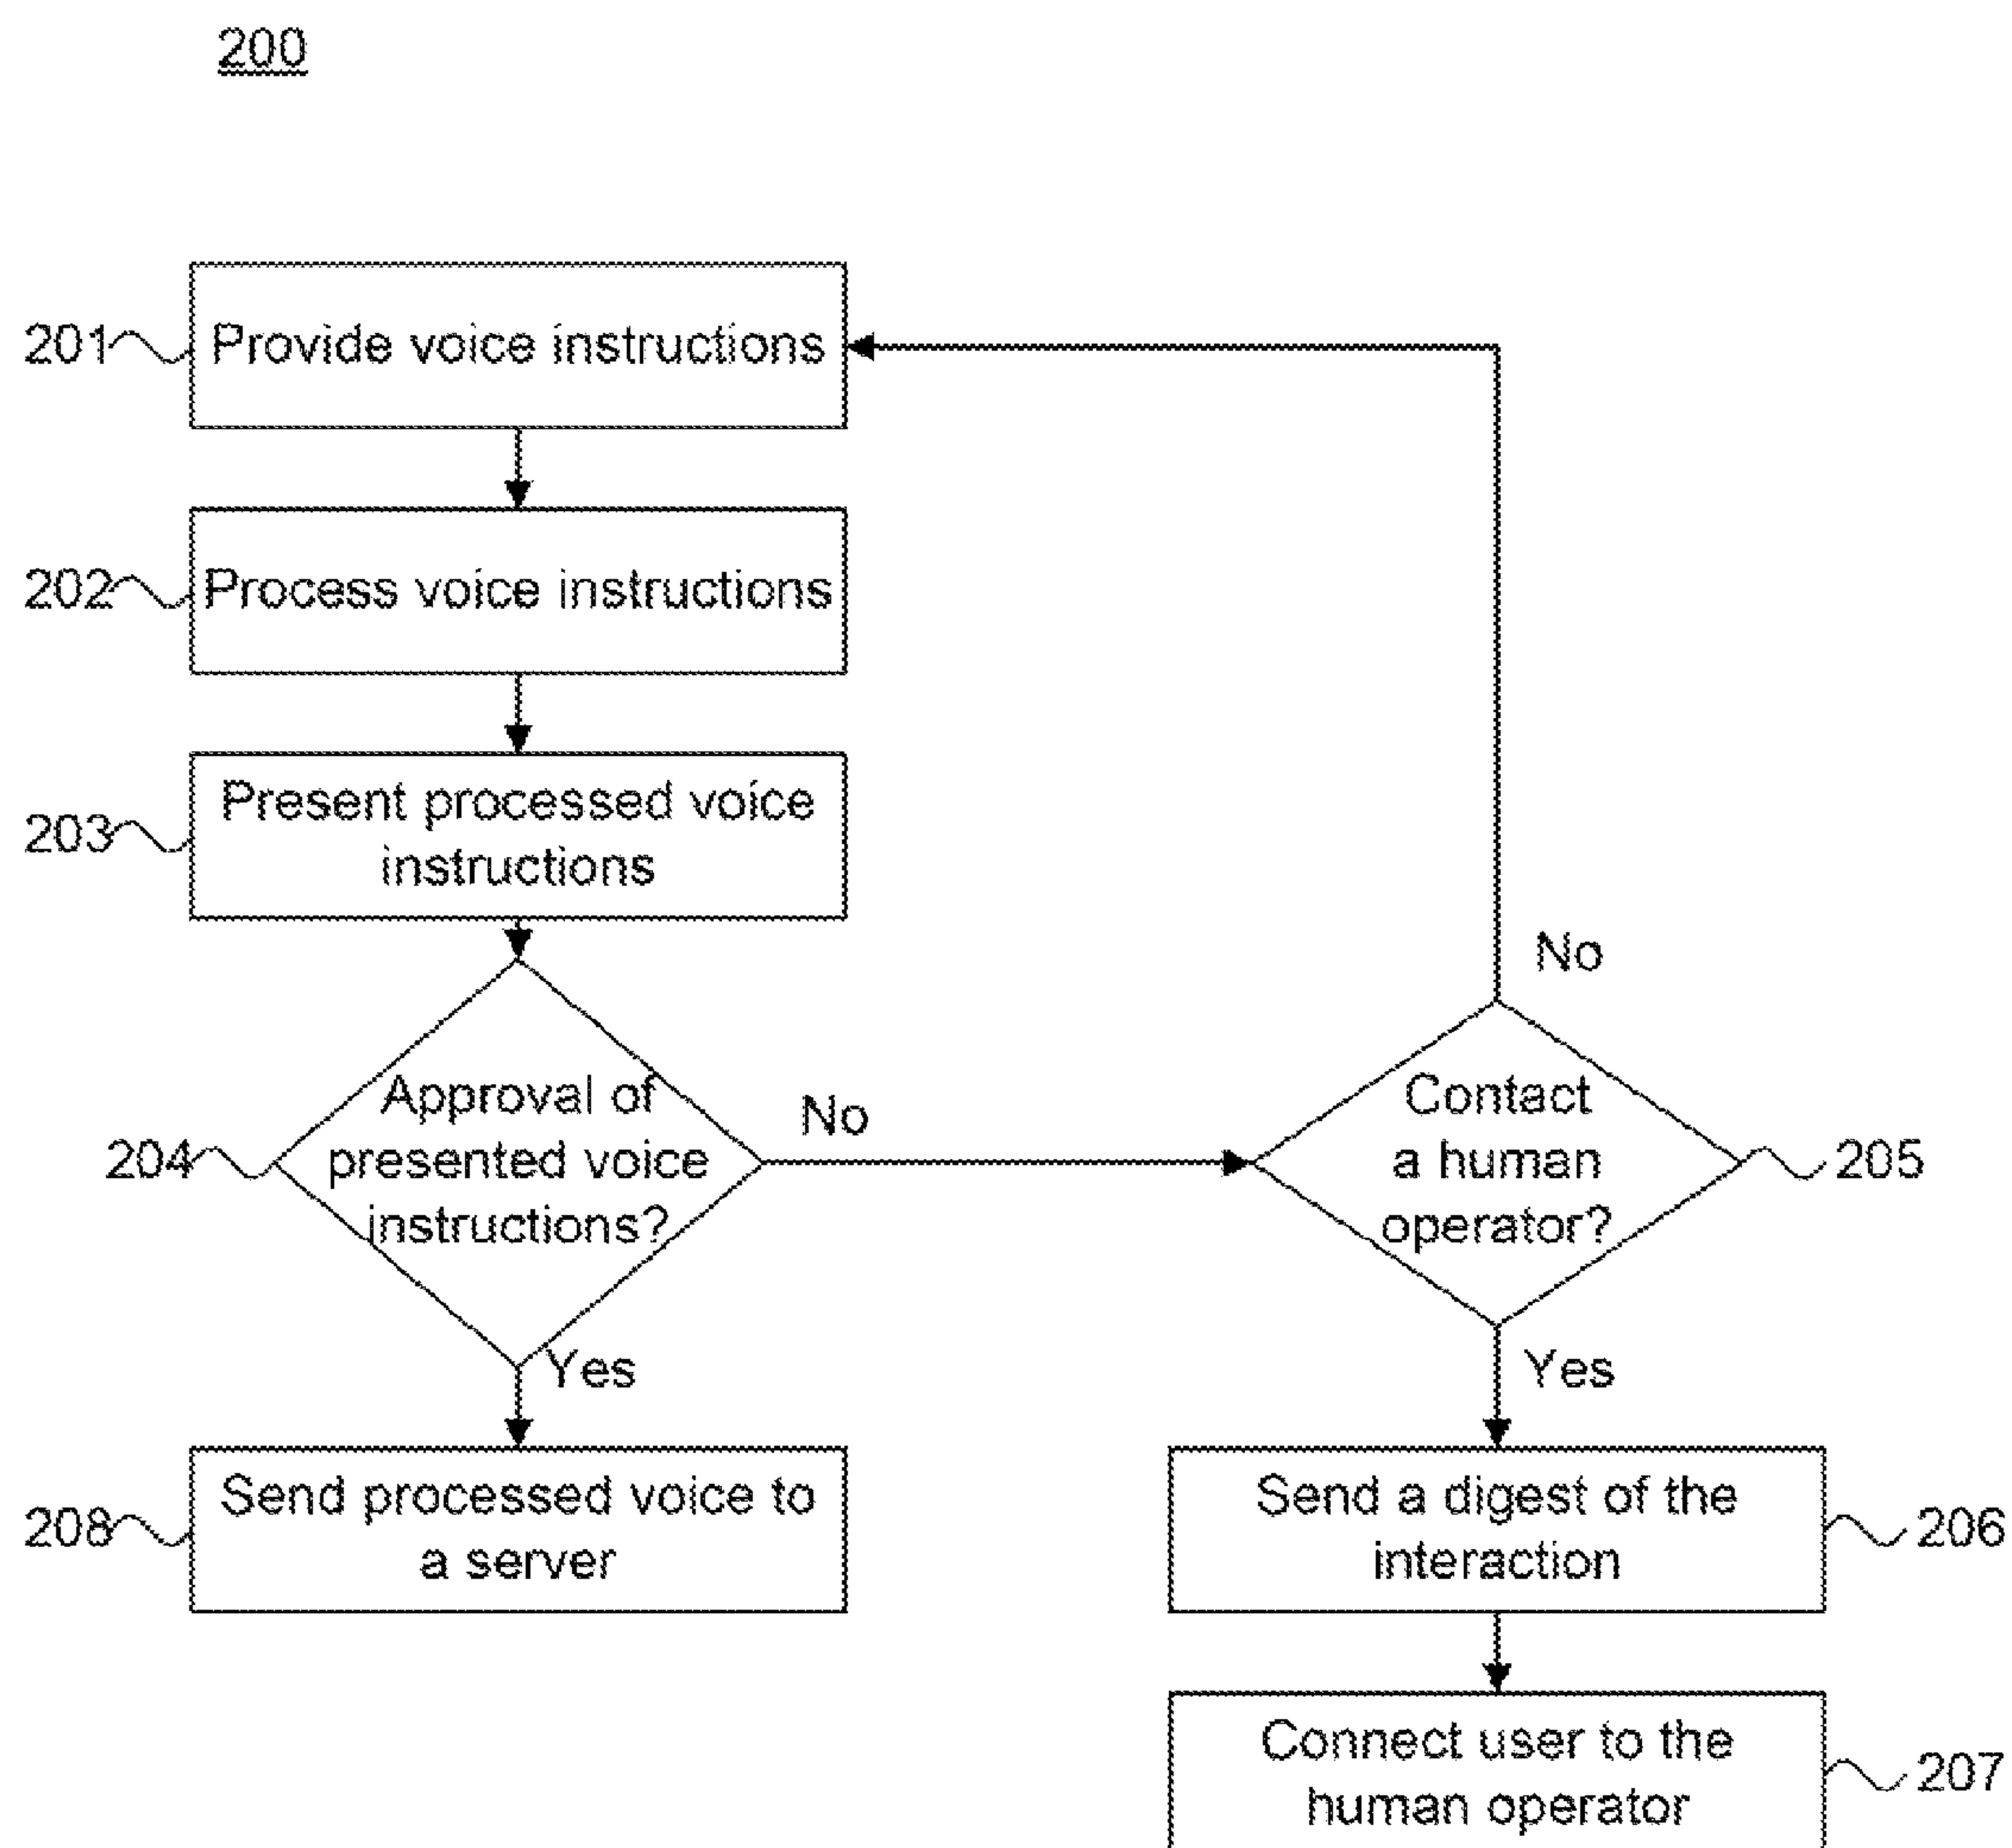 200
201
Provide voice instructions
202
Process voice instructions
203
Present processed voice
instructions
204
Approval of
presented voice
instructions?
No
Yes
205
Contact
a human
operator?
No
Yes
208
Send processed voice to
a server
206
Send a digest of the
interaction
207
Connect user to the
human operator